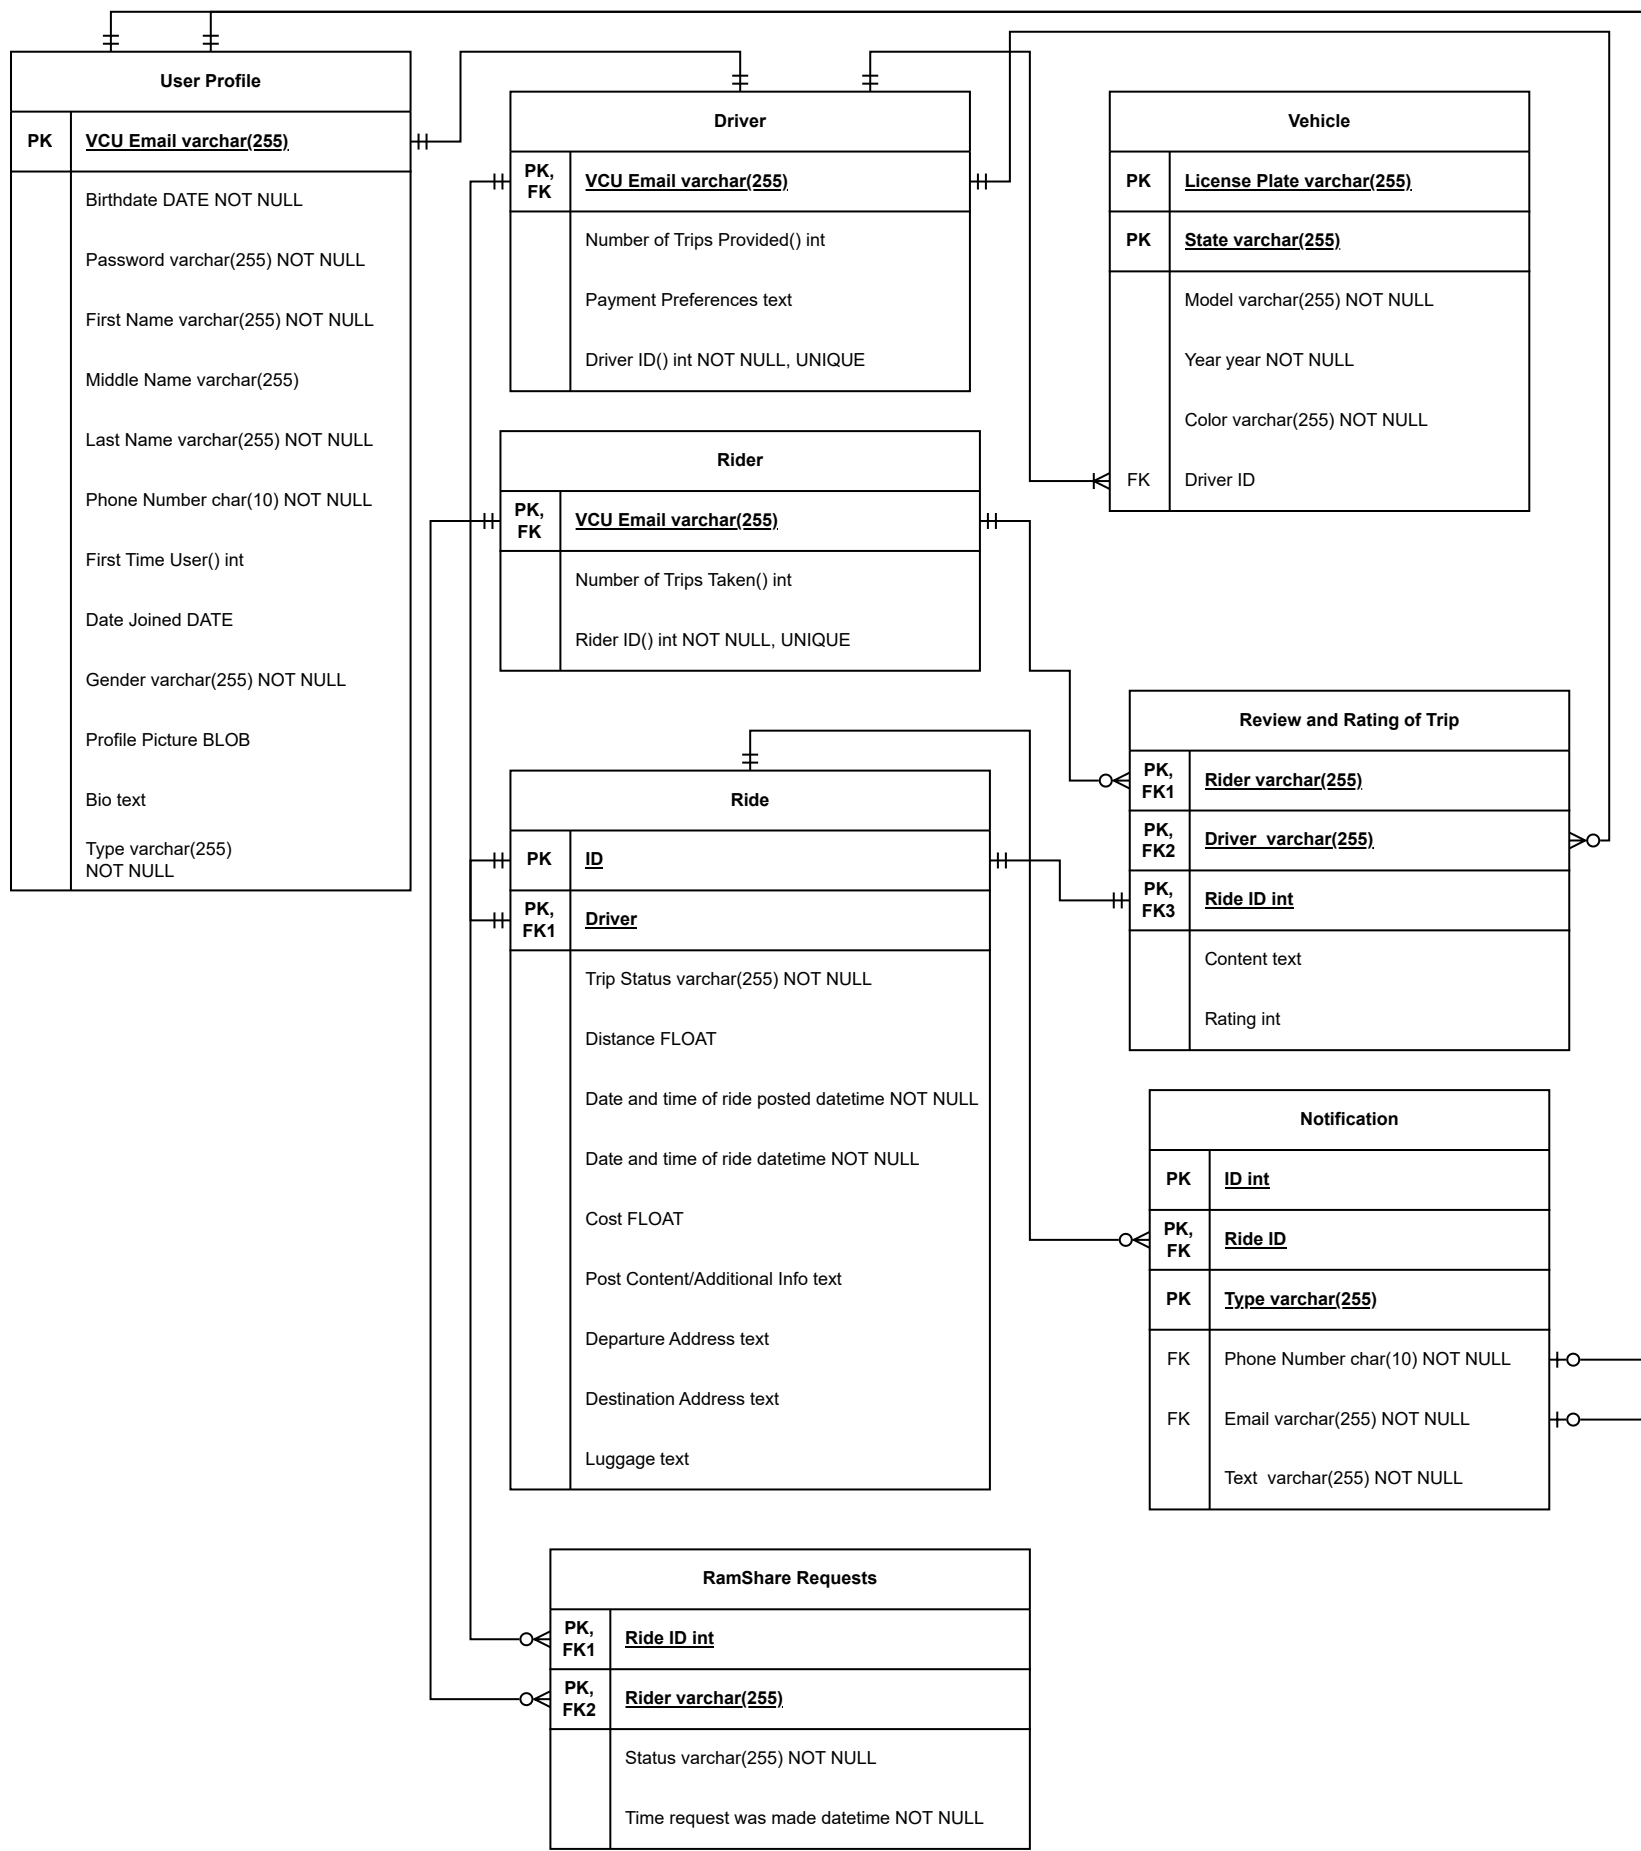 User Profile
PK
VCU Email varchar(255)
Birthdate DATE NOT NULL
Password varchar(255) NOT NULL
First Name varchar(255) NOT NULL
Middle Name varchar(255)
Last Name varchar(255) NOT NULL
Phone Number char(10) NOT NULL
First Time User() int
Date Joined DATE
Gender varchar(255) NOT NULL
Profile Picture BLOB
Bio text
Type varchar(255)
NOT NULL
Driver
PK,
FK
VCU Email varchar(255)
Number of Trips Provided() int
Payment Preferences text
Driver ID() int NOT NULL, UNIQUE
Vehicle
PK
License Plate varchar(255)
PK
State varchar(255)
Model varchar(255) NOT NULL
Year year NOT NULL
Color varchar(255) NOT NULL
FK
Driver ID
Rider
PK,
FK
VCU Email varchar(255)
Number of Trips Taken() int
Rider ID() int NOT NULL, UNIQUE
Review and Rating of Trip
PK,
FK1
Rider varchar(255)
PK,
FK2
Driver  varchar(255)
PK,
FK3
Ride ID int
Content text
Rating int
Ride
PK
ID
PK,
FK1
Driver
Trip Status varchar(255) NOT NULL
Distance FLOAT
Date and time of ride posted datetime NOT NULL
Date and time of ride datetime NOT NULL
Cost FLOAT
Post Content/Additional Info text
Departure Address text
Destination Address text
Luggage text
Notification
PK
ID int
PK,
FK
Ride ID
PK
Type varchar(255)
FK
Phone Number char(10) NOT NULL
FK
Email varchar(255) NOT NULL
Text  varchar(255) NOT NULL
RamShare Requests
PK,
FK1
Ride ID int
PK,
FK2
Rider varchar(255)
Status varchar(255) NOT NULL
Time request was made datetime NOT NULL